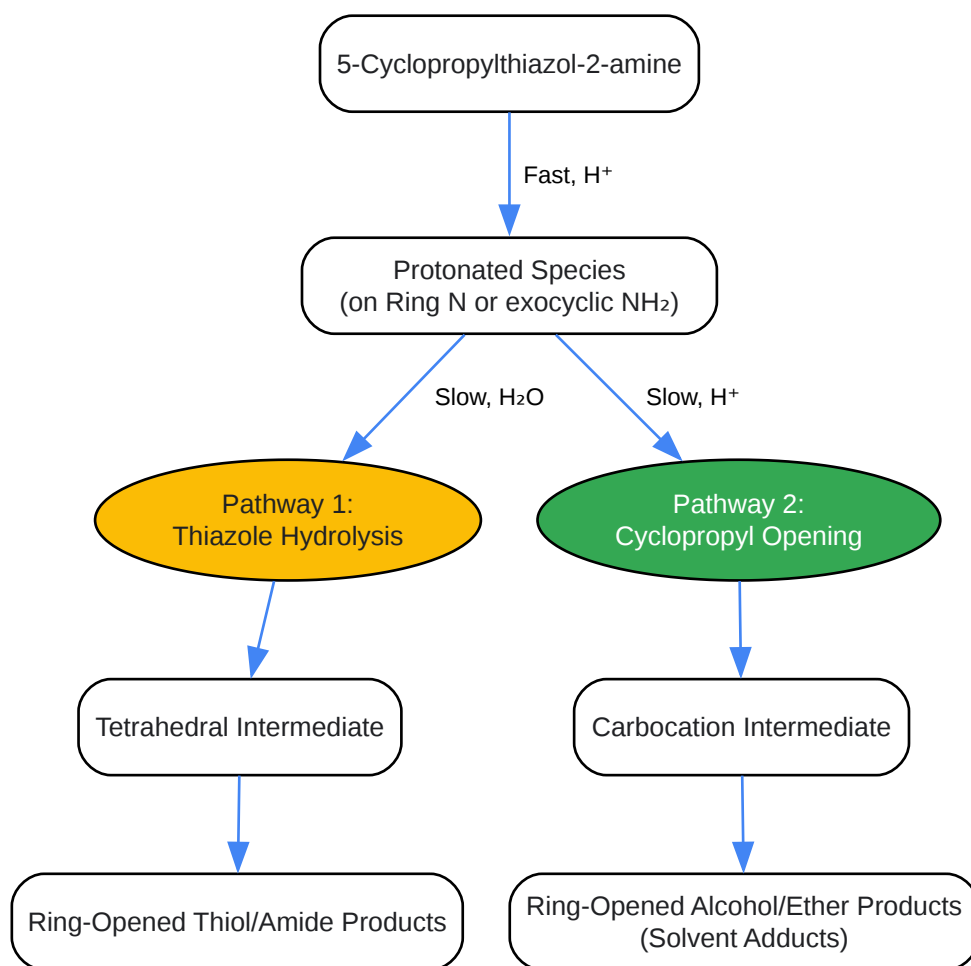 5-Cyclopropylthiazol-2-amine
Fast, H⁺
Protonated Species
(on Ring N or exocyclic NH₂)
Slow, H₂O
Slow, H⁺
Pathway 1:
Thiazole Hydrolysis
Pathway 2:
Cyclopropyl Opening
Tetrahedral Intermediate
Carbocation Intermediate
Ring-Opened Thiol/Amide Products
Ring-Opened Alcohol/Ether Products
(Solvent Adducts)